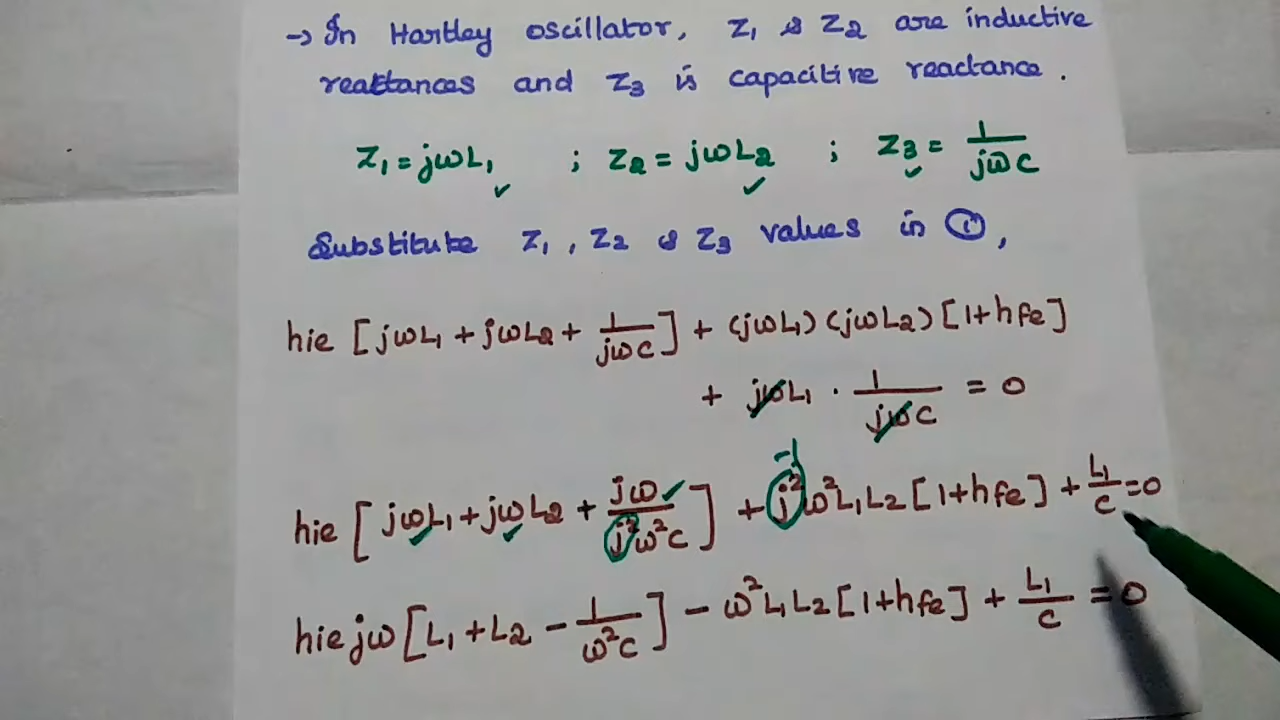 → In Hartley oscillator, Z₁ & Z₂ are inductive
reactances and Z₃ is capacitive reactance.
Z₁ = jωL₁ ; Z₂ = jωL₂ ; Z₃ = 1/jωC
Substitute Z₁, Z₂ & Z₃ values in ①,
hie [jωL₁ + jωL₂ + 1/jωC] + (jωL₁)(jωL₂)[1+hfe]
+ jωL₁ · 1/jωC = 0
-1
hie [jωL₁ + jωL₂ + jω/j²ω²C] + j²ω²L₁L₂[1+hfe] + L₁/C = 0
hie jω[L₁ + L₂ - 1/ω²C] - ω²L₁L₂[1+hfe] + L₁/C = 0